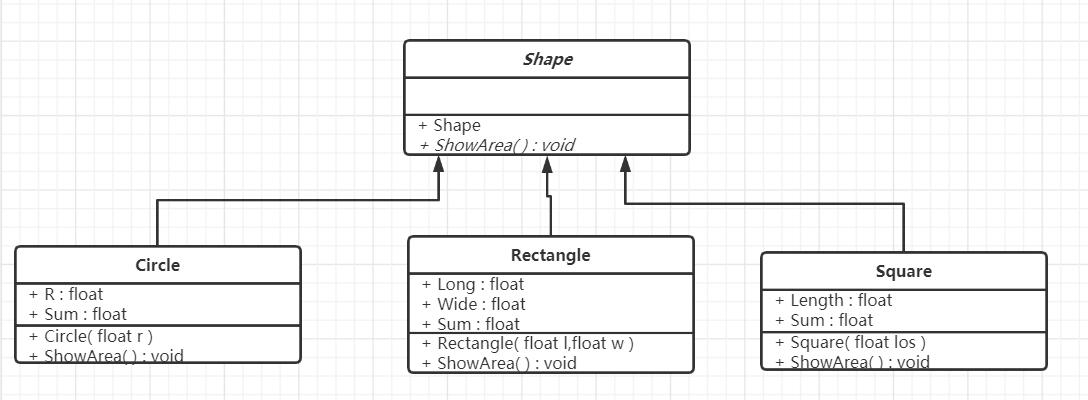 Shape
+ Shape
+ ShowArea( ) : void
Circle
+ R : float
+ Sum : float
+ Circle( float r )
+ ShowArea( ) : void
Rectangle
+ Long : float
+ Wide : float
+ Sum : float
+ Rectangle( float l,float w )
+ ShowArea( ) : void
Square
+ Length : float
+ Sum : float
+ Square( float los )
+ ShowArea( ) : void